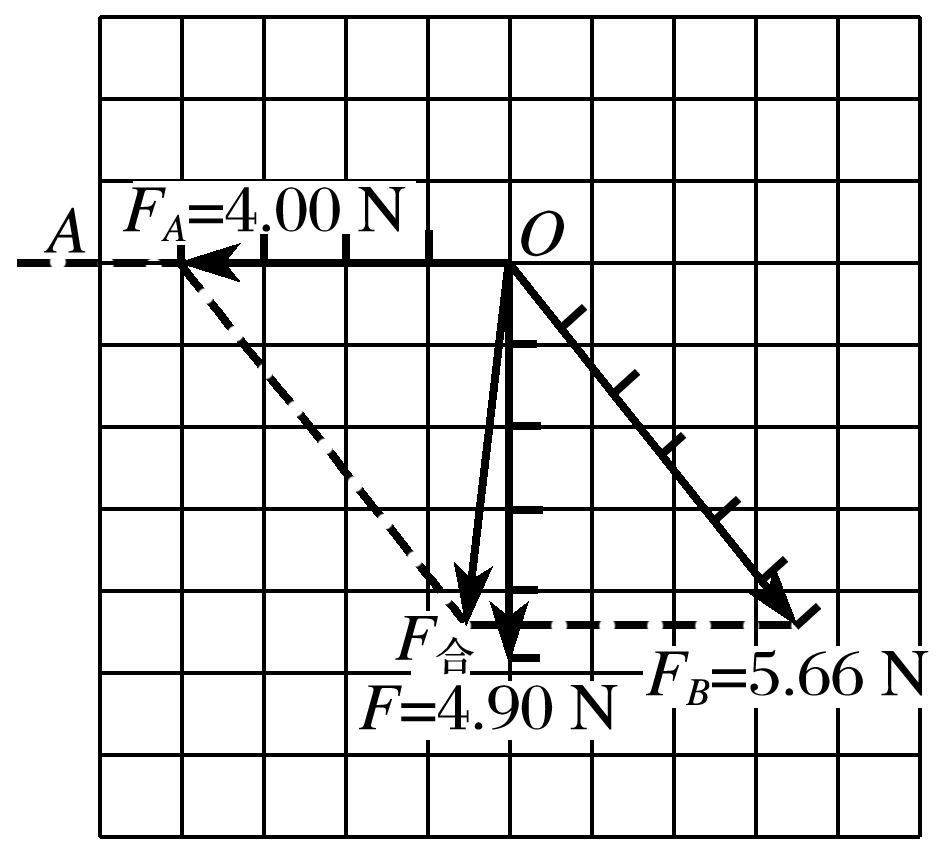 F_A=4.00 N
A
O
F合
F_B=5.66 N
F=4.90 N